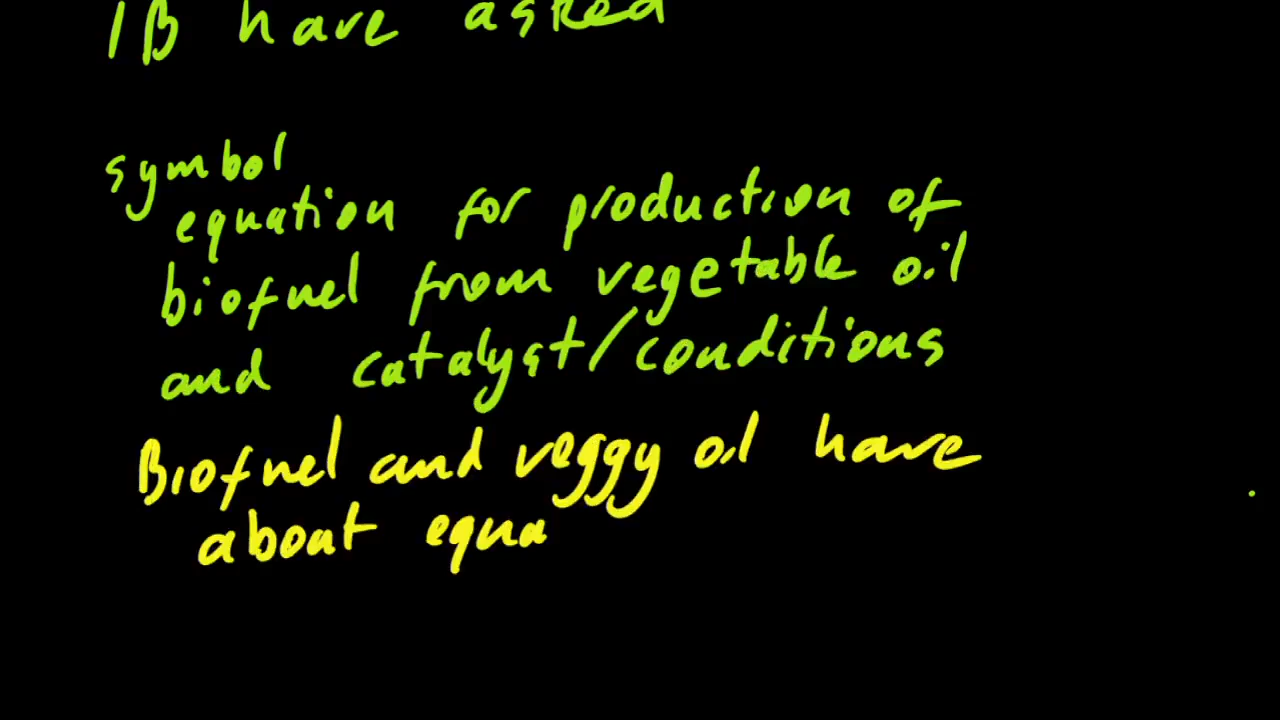 IB have asked
symbol
equation for production of
biofuel from vegetable oil
and catalyst/conditions
Biofuel and veggy oil have
about equa